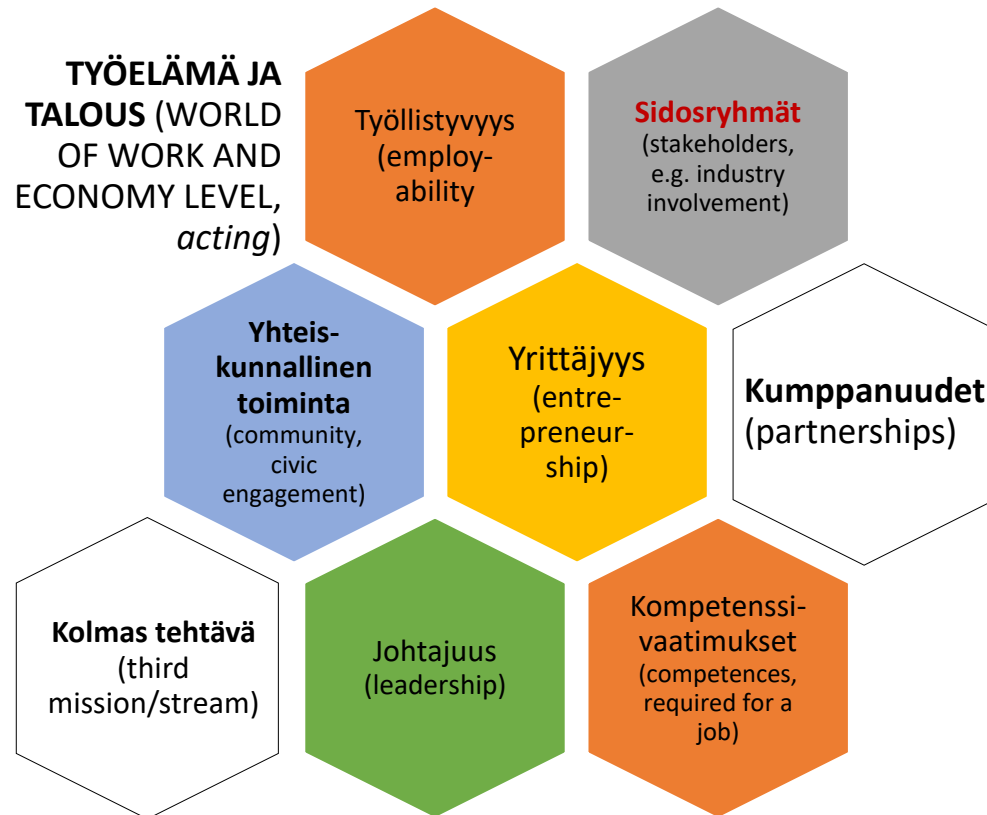 TYÖELÄMÄ JA
TALOUS (WORLD
OF WORK AND
ECONOMY LEVEL,
acting)
Työllistyvyys
(employ-
ability
Sidosryhmät
(stakeholders,
e.g. industry
involvement)
Yhteis-
kunnallinen
toiminta
(community,
civic
engagement)
Yrittäjyys
(entre-
preneur-
ship)
Kumppanuudet
(partnerships)
Kolmas tehtävä
(third
mission/stream)
Johtajuus
(leadership)
Kompetenssi-
vaatimukset
(competences,
required for a
job)